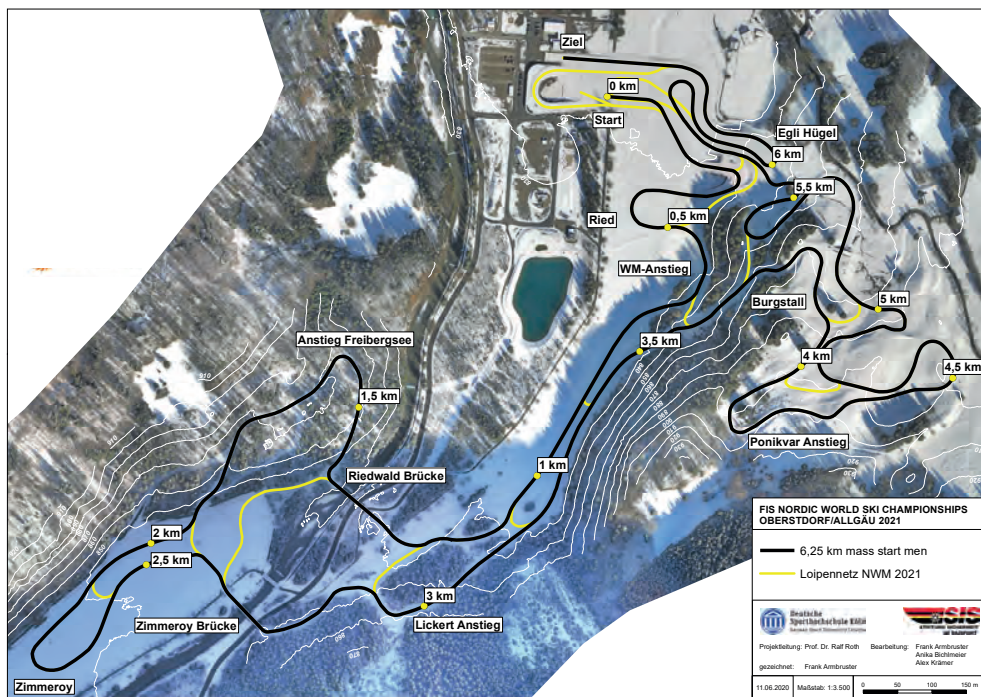 Ziel
0 km
Start
Egli Hügel
6 km
5,5 km
Ried
0,5 km
WM-Anstieg
Burgstall
5 km
Anstieg Freibergsee
3,5 km
4 km
4,5 km
1,5 km
Ponikvar Anstieg
Riedwald Brücke
1 km
2 km
2,5 km
3 km
Zimmeroy Brücke
Lickert Anstieg
Zimmeroy
FIS NORDIC WORLD SKI CHAMPIONSHIPS
OBERSTDORF/ALLGÄU 2021
6,25 km mass start men
Loipennetz NWM 2021
Deutsche
Sporthochschule Köln
SIS
Projektleitung: Prof. Dr. Ralf Roth
Bearbeitung: Frank Armbruster
Anika Bichlmeier
Alex Krämer
gezeichnet: Frank Armbruster
11.06.2020
Maßstab: 1:3.500
0 50 100 150 m